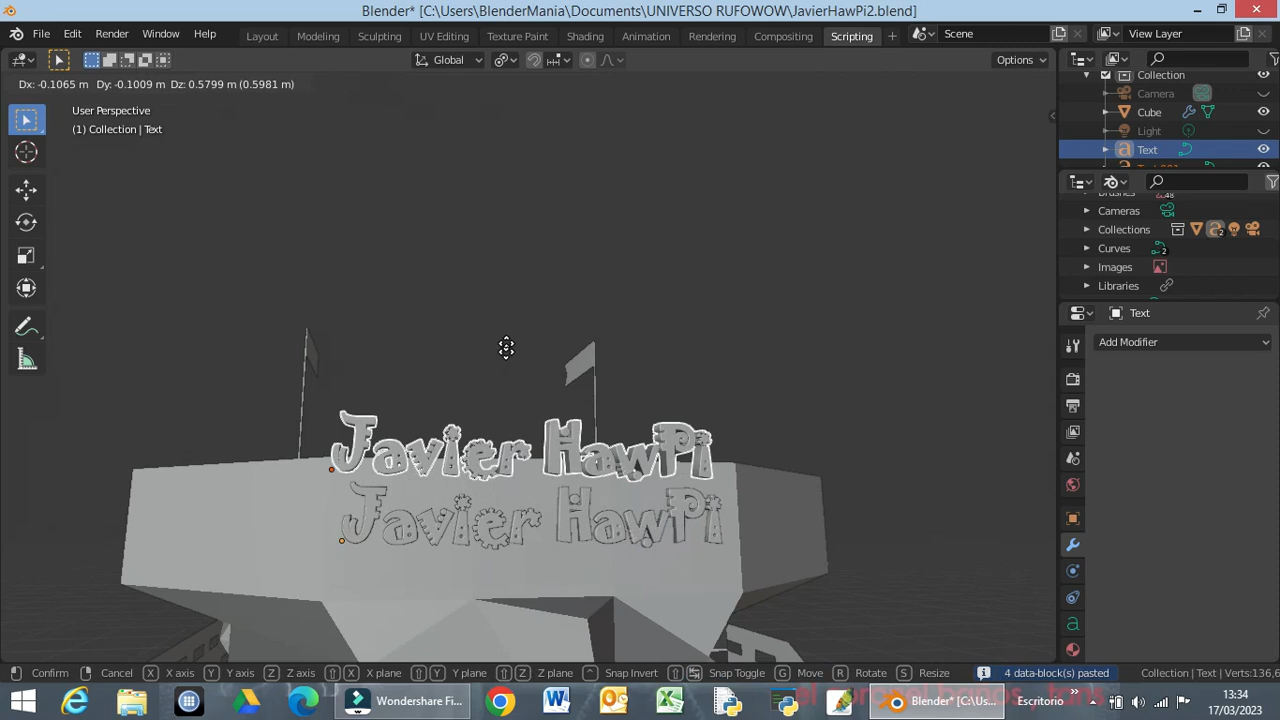 Blender* [C:\Users\BlenderMania\Documents\UNIVERSO RUFOWOW\JavierHawPi2.blend]
File Edit Render Window Help Layout Modeling Sculpting UV Editing Texture Paint Shading Animation Rendering Compositing Scripting + Scene View Layer
Global Options
Dx: -0.1065 m Dy: -0.1009 m Dz: 0.5799 m (0.5981 m)
User Perspective
(1) Collection | Text
Collection
Camera
Cube
Light
Text
Cameras
Collections 2
Curves 2
Images
Libraries
Text
Add Modifier
Javier HawPi
Javier HawPi
Confirm Cancel X X axis Y Y axis Z Z axis X X plane Y Y plane Z Z plane Snap Invert Snap Toggle G Move R Rotate S Resize 4 data-block(s) pasted Collection | Text | Verts:136,6
Wondershare Fi... Blender* [C:\Us... Escritorio
13:34
17/03/2023